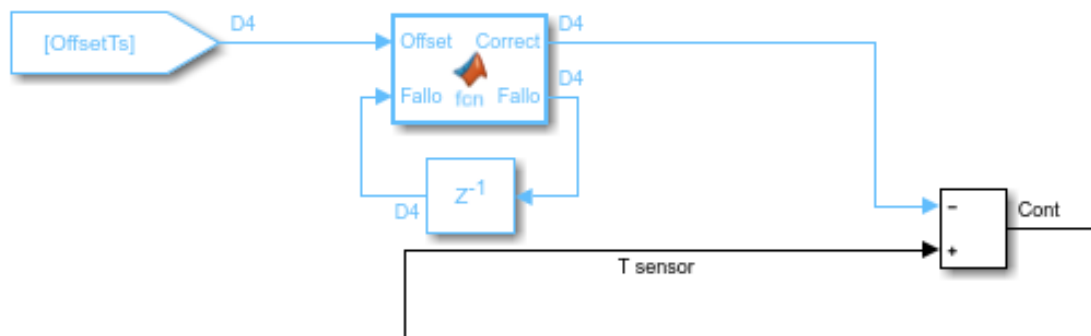 D4
[OffsetTs]
Offset Correct
D4
D4
Fallo Fallo
fcn
Z⁻¹
D4
−
+
Cont
T sensor